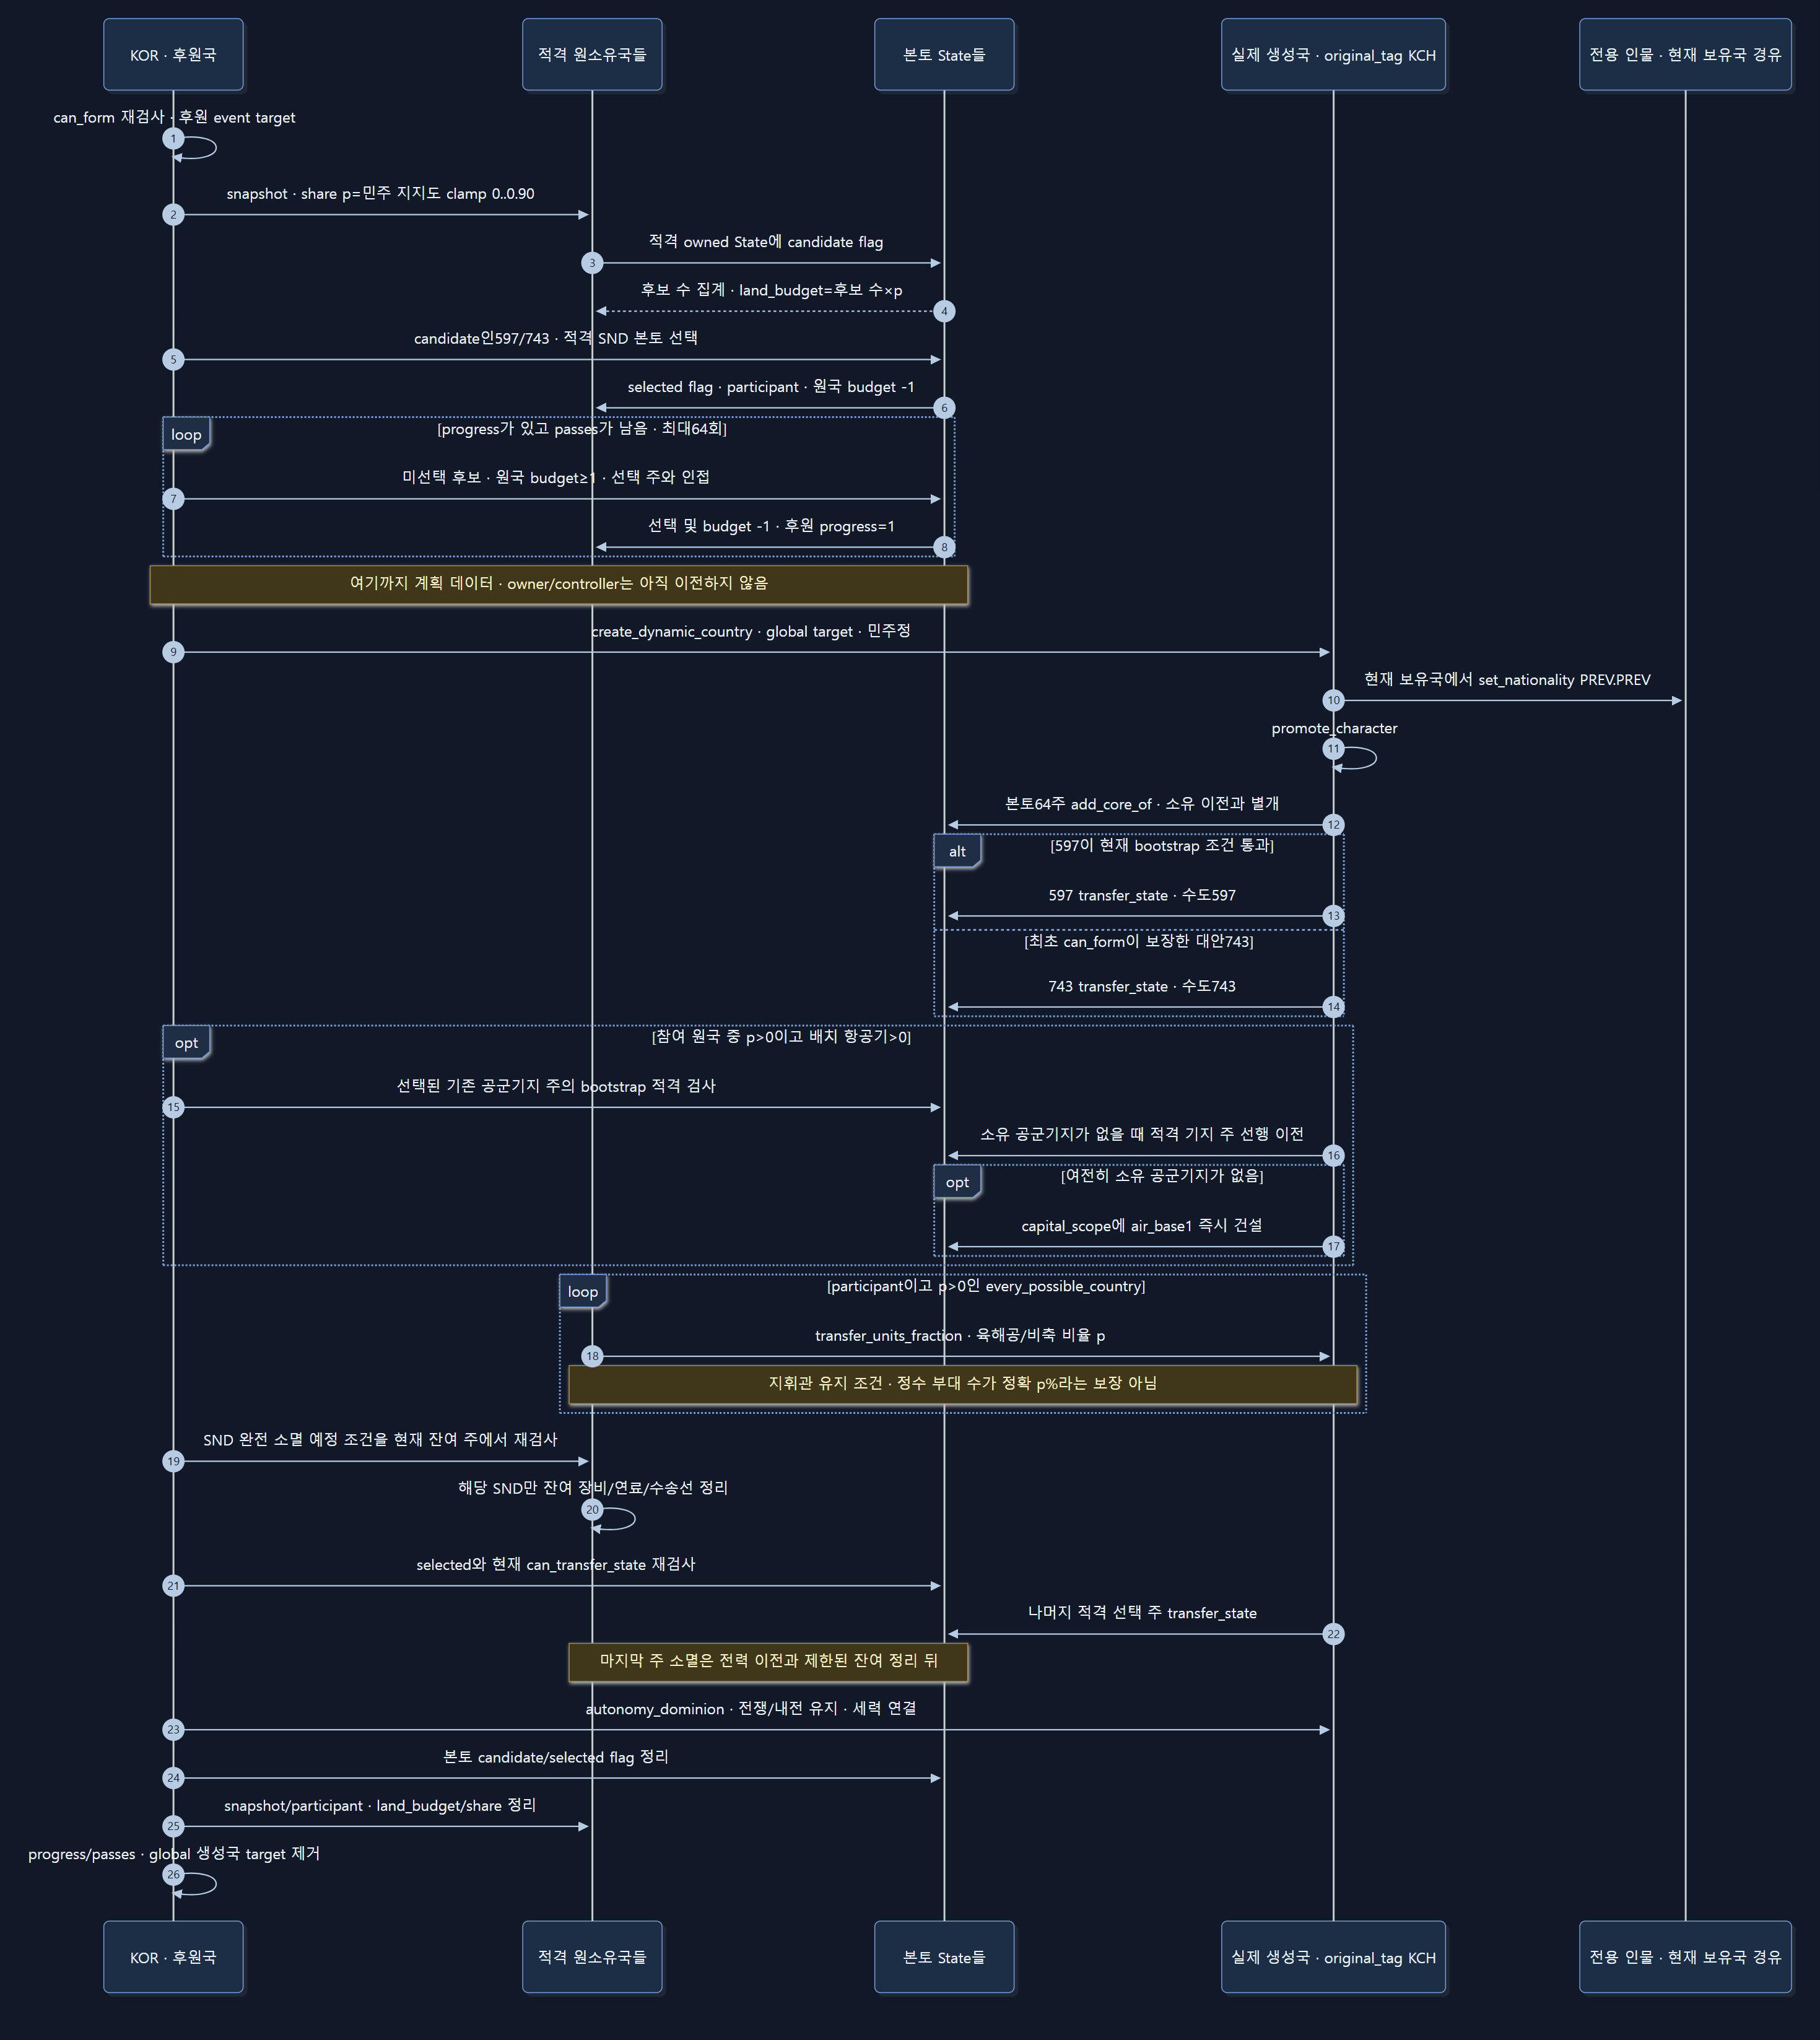 KOR · 후원국
적격 원소유국들
본토 State들
실제 생성국 · original_tag KCH
전용 인물 · 현재 보유국 경유
can_form 재검사 · 후원 event target
1
snapshot · share p=민주 지지도 clamp 0..0.90
2
적격 owned State에 candidate flag
3
후보 수 집계 · land_budget=후보 수×p
4
candidate인597/743 · 적격 SND 본토 선택
5
selected flag · participant · 원국 budget -1
6
loop
[progress가 있고 passes가 남음 · 최대64회]
미선택 후보 · 원국 budget≥1 · 선택 주와 인접
7
선택 및 budget -1 · 후원 progress=1
8
여기까지 계획 데이터 · owner/controller는 아직 이전하지 않음
create_dynamic_country · global target · 민주정
9
현재 보유국에서 set_nationality PREV.PREV
10
promote_character
11
본토64주 add_core_of · 소유 이전과 별개
12
alt
[597이 현재 bootstrap 조건 통과]
597 transfer_state · 수도597
13
[최초 can_form이 보장한 대안743]
743 transfer_state · 수도743
14
opt
[참여 원국 중 p>0이고 배치 항공기>0]
선택된 기존 공군기지 주의 bootstrap 적격 검사
15
소유 공군기지가 없을 때 적격 기지 주 선행 이전
16
opt
[여전히 소유 공군기지가 없음]
capital_scope에 air_base1 즉시 건설
17
loop
[participant이고 p>0인 every_possible_country]
transfer_units_fraction · 육해공/비축 비율 p
18
지휘관 유지 조건 · 정수 부대 수가 정확 p%라는 보장 아님
SND 완전 소멸 예정 조건을 현재 잔여 주에서 재검사
19
해당 SND만 잔여 장비/연료/수송선 정리
20
selected와 현재 can_transfer_state 재검사
21
나머지 적격 선택 주 transfer_state
22
마지막 주 소멸은 전력 이전과 제한된 잔여 정리 뒤
autonomy_dominion · 전쟁/내전 유지 · 세력 연결
23
본토 candidate/selected flag 정리
24
snapshot/participant · land_budget/share 정리
25
progress/passes · global 생성국 target 제거
26
KOR · 후원국
적격 원소유국들
본토 State들
실제 생성국 · original_tag KCH
전용 인물 · 현재 보유국 경유